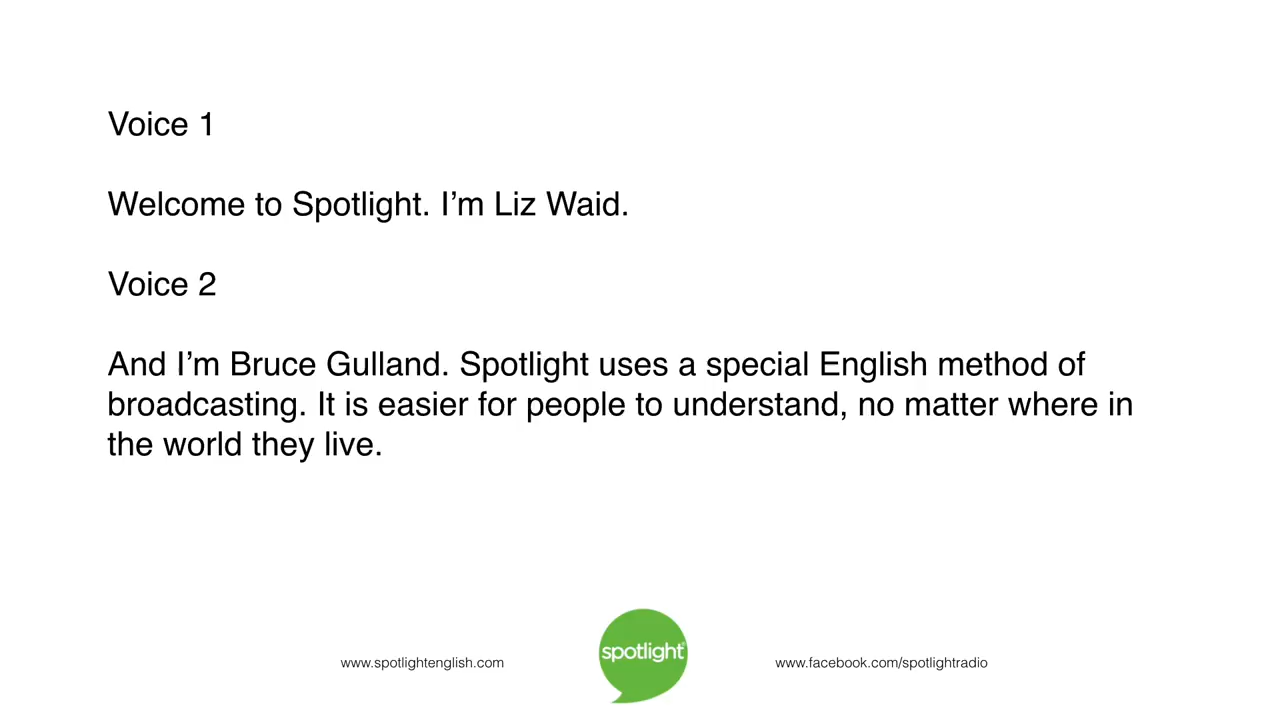 Voice 1
Welcome to Spotlight. I’m Liz Waid.
Voice 2
And I’m Bruce Gulland. Spotlight uses a special English method of
broadcasting. It is easier for people to understand, no matter where in
the world they live.
www.spotlightenglish.com
spotlight®
www.facebook.com/spotlightradio